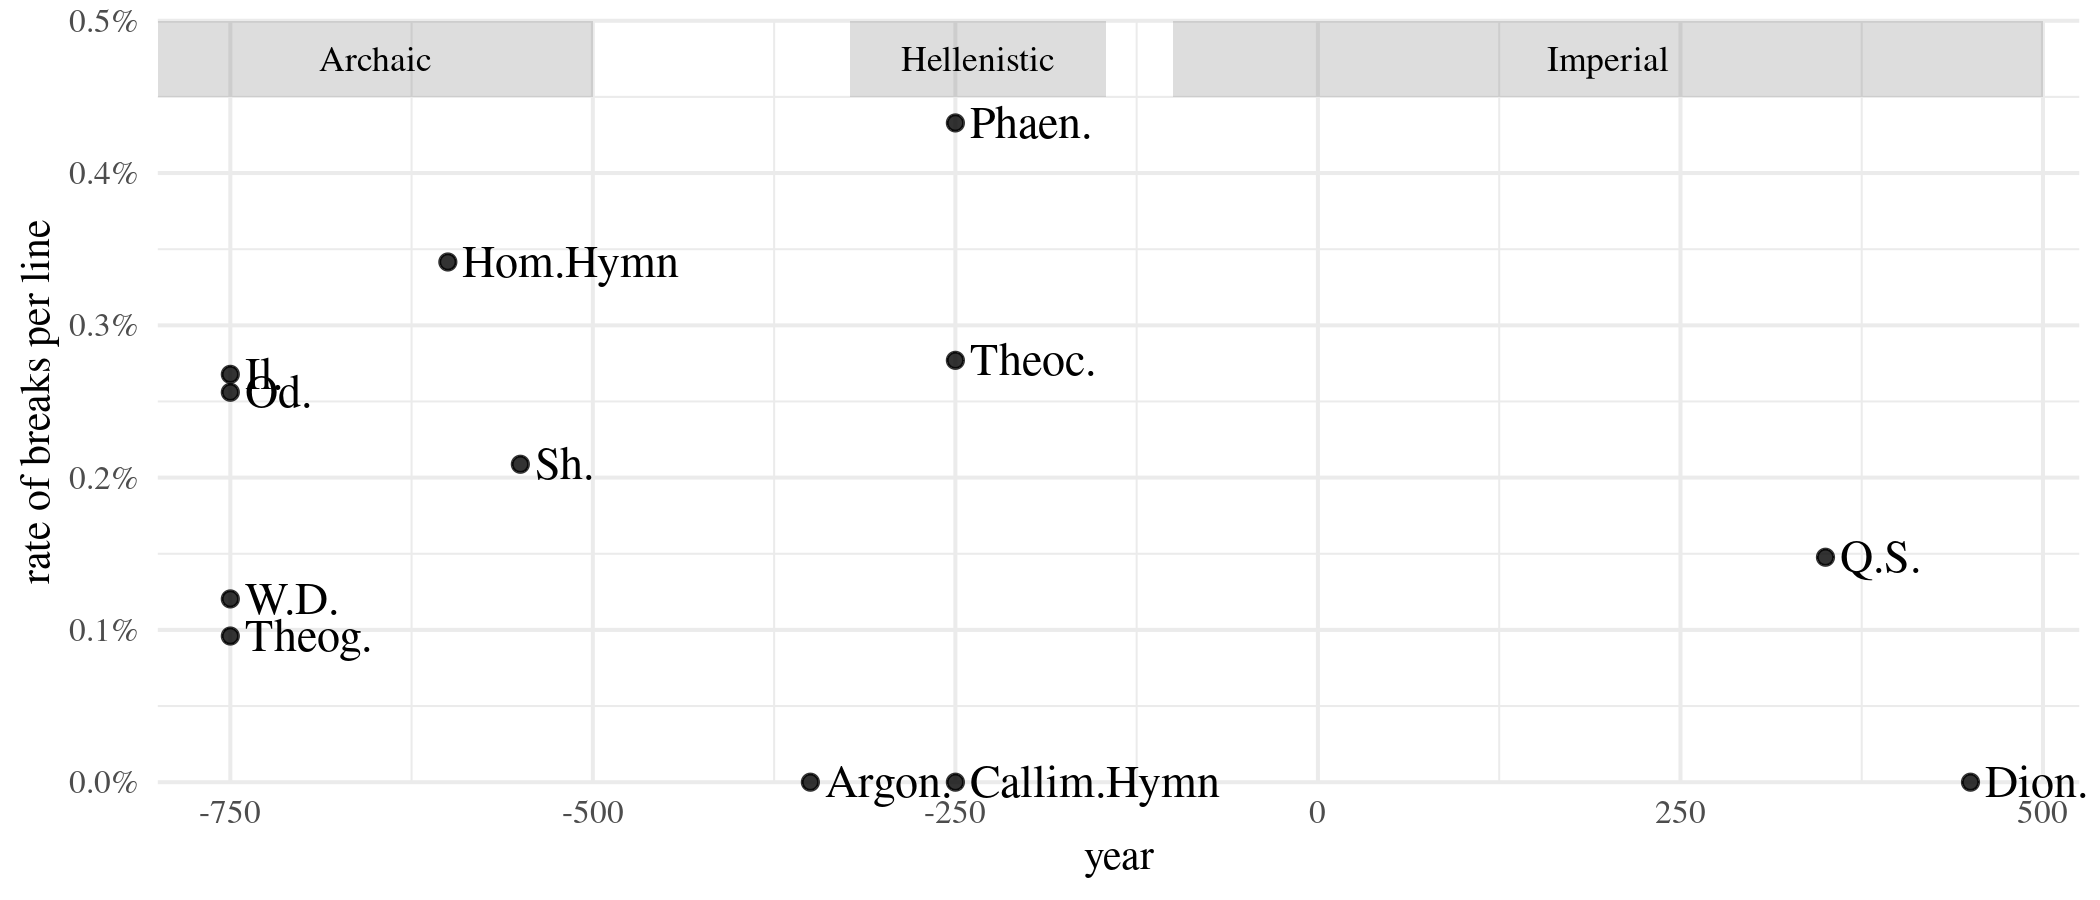 0.5%
Archaic
Hellenistic
Imperial
Phaen.
0.4%
Hom.Hymn
0.3%
Theoc.
Il.
Od.
Sh.
0.2%
Q.S.
W.D.
0.1%
Theog.
0.0%
Argon.
Callim.Hymn
Dion.
-750
-500
-250
0
250
500
year
rate of breaks per line